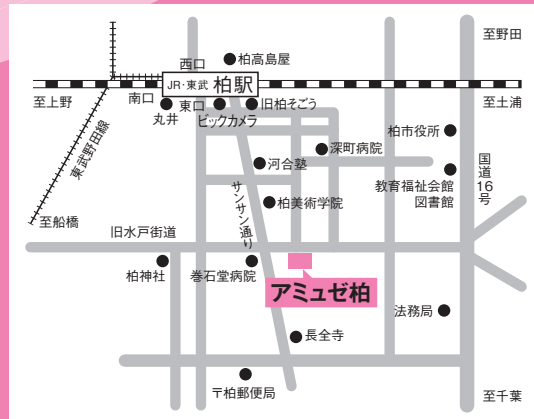 至野田
西口
柏高島屋
JR・東武 柏駅
至上野
南口
東口
旧柏そごう
至土浦
丸井
ビックカメラ
東武野田線
柏市役所
深町病院
河合塾
国道16号
教育福祉会館
図書館
サンサン通り
柏美術学院
至船橋
旧水戸街道
柏神社
巻石堂病院
アミュゼ柏
法務局
長全寺
〒柏郵便局
至千葉